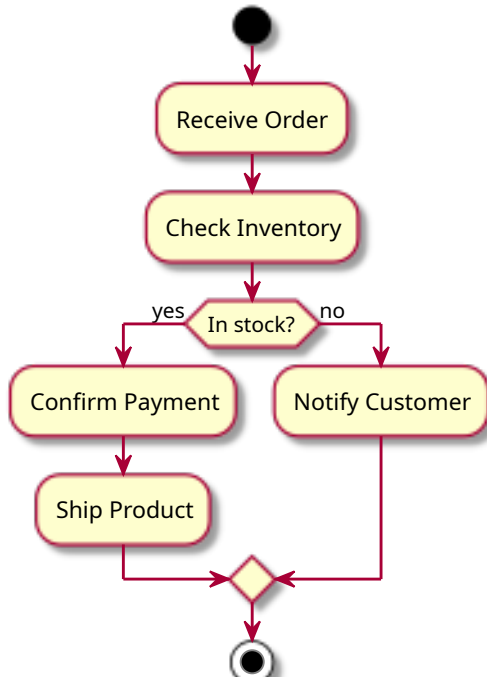 Receive Order
Check Inventory
yes
In stock?
no
Confirm Payment
Notify Customer
Ship Product